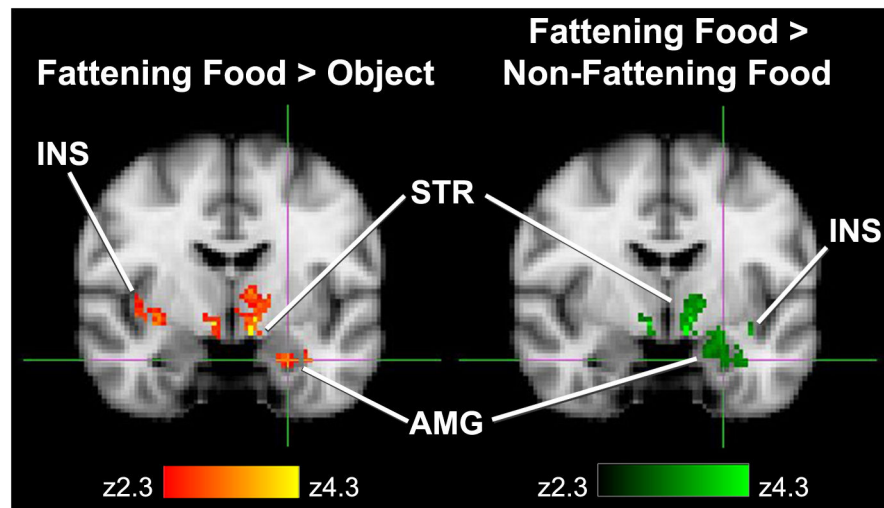 Fattening Food > Object
Fattening Food >
Non-Fattening Food
INS
STR
INS
AMG
z2.3
z4.3
z2.3
z4.3